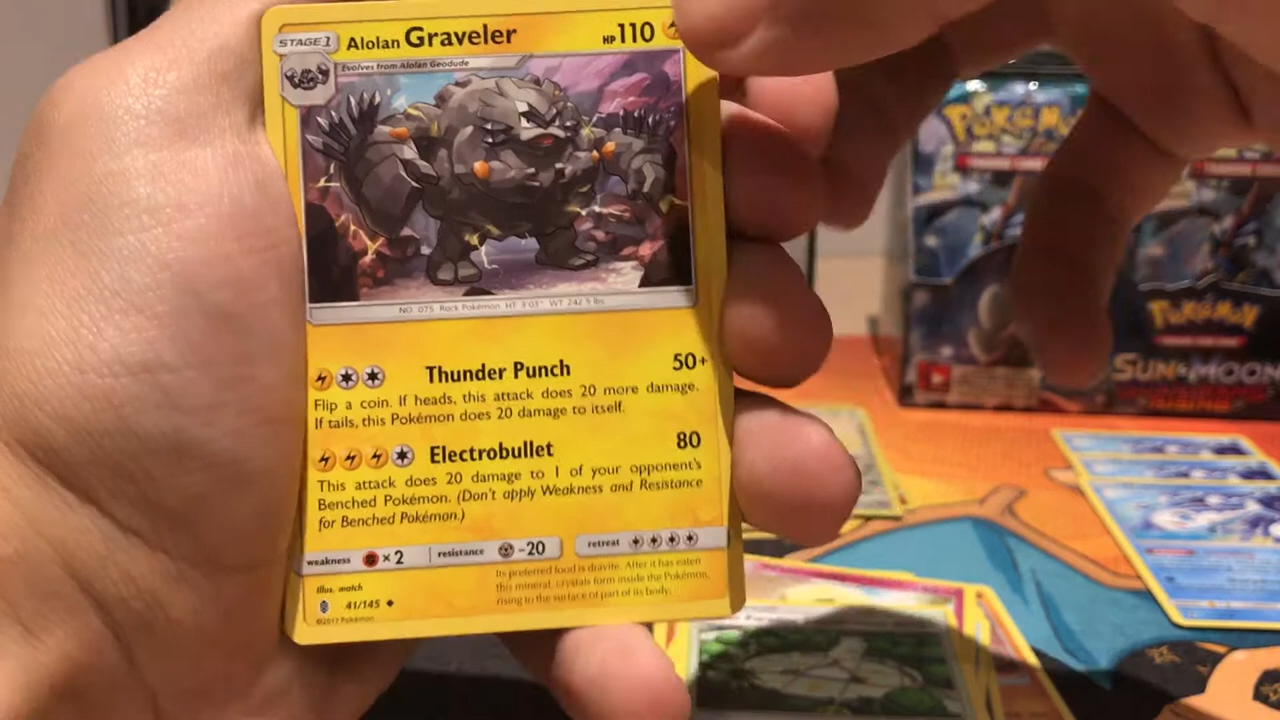 STAGE 1 Alolan Graveler HP 110
Evolves from Alolan Geodude
NO. 075 Rock Pokémon HT 3'03" WT 242.5 lbs
Thunder Punch 50+
Flip a coin. If heads, this attack does 20 more damage.
If tails, this Pokémon does 20 damage to itself.
Electrobullet 80
This attack does 20 damage to 1 of your opponent's
Benched Pokémon. (Don't apply Weakness and Resistance
for Benched Pokémon.)
weakness ×2 resistance -20 retreat
Its preferred food is dravite. After it has eaten
this mineral, crystals form inside the Pokémon,
rising to the surface of part of its body.
Illus. match
41/145
©2017 Pokémon
POKéMON
POKéMON
SUN & MOON
RISING